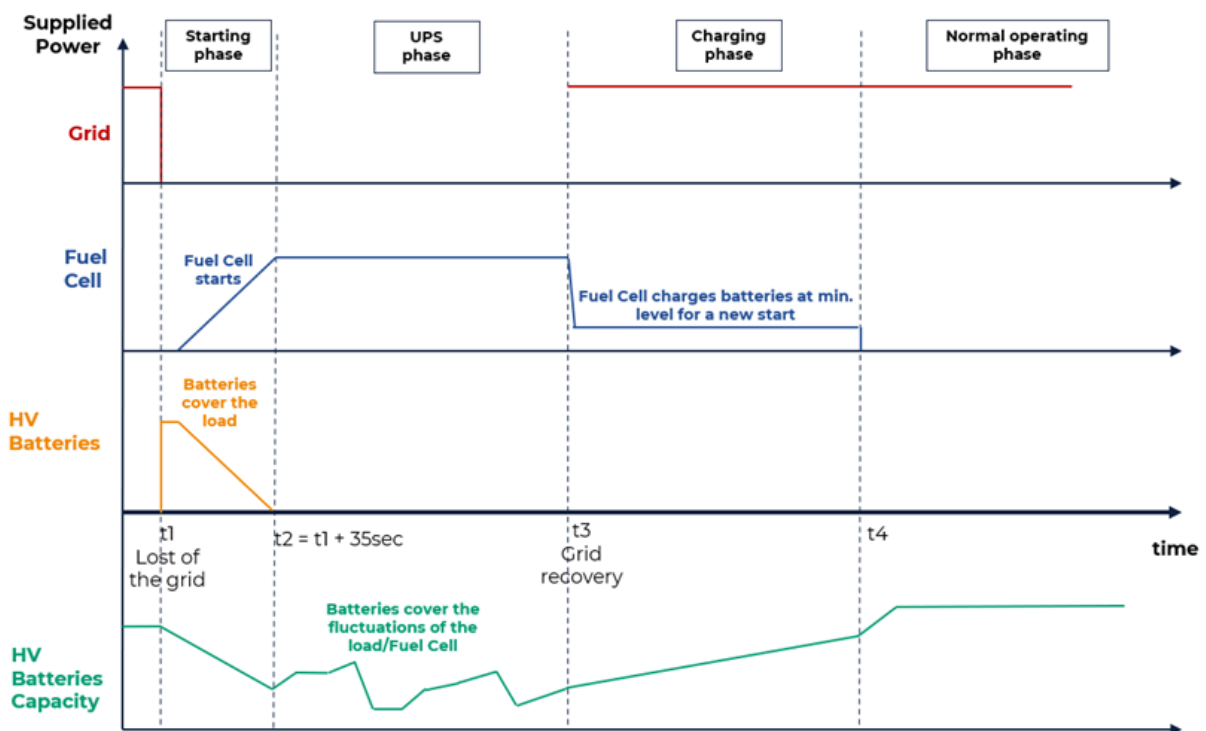 Supplied
Power
Starting
phase
UPS
phase
Charging
phase
Normal operating
phase
Grid
Fuel
Cell
Fuel Cell
starts
Fuel Cell charges batteries at min.
level for a new start
HV
Batteries
Batteries
cover the
load
t1
Lost of
the grid
t2 = t1 + 35sec
t3
Grid
recovery
t4
time
HV
Batteries
Capacity
Batteries cover the
fluctuations of the
load/Fuel Cell